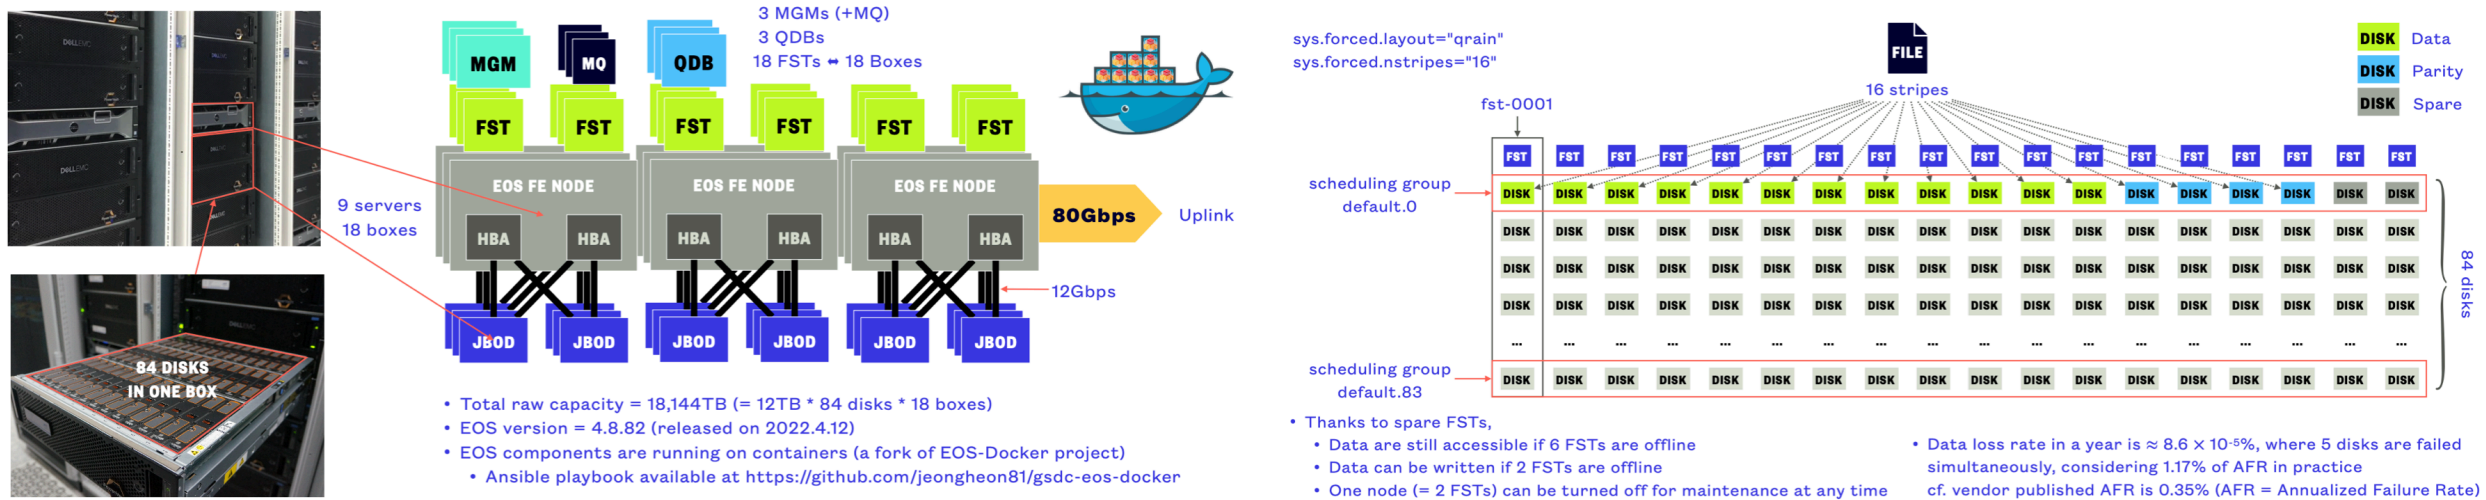 DELLEMC
DELLEMC
DELLEMC
84 DISKS
IN ONE BOX
9 servers
18 boxes
3 MGMs (+MQ)
3 QDBs
18 FSTs ⬌ 18 Boxes
MGM
MQ
QDB
FST
FST
FST
FST
FST
FST
EOS FE NODE
EOS FE NODE
EOS FE NODE
HBA
HBA
HBA
HBA
HBA
HBA
80Gbps
Uplink
12Gbps
JBOD
JBOD
JBOD
JBOD
JBOD
JBOD
• Total raw capacity = 18,144TB (= 12TB * 84 disks * 18 boxes)
• EOS version = 4.8.82 (released on 2022.4.12)
• EOS components are running on containers (a fork of EOS-Docker project)
• Ansible playbook available at https://github.com/jeongheon81/gsdc-eos-docker
sys.forced.layout="qrain"
sys.forced.nstripes="16"
FILE
16 stripes
DISK Data
DISK Parity
DISK Spare
fst-0001
FST FST FST FST FST FST FST FST FST FST FST FST FST FST FST FST FST FST
scheduling group
default.0
DISK DISK DISK DISK DISK DISK DISK DISK DISK DISK DISK DISK DISK DISK DISK DISK DISK DISK
DISK DISK DISK DISK DISK DISK DISK DISK DISK DISK DISK DISK DISK DISK DISK DISK DISK DISK
DISK DISK DISK DISK DISK DISK DISK DISK DISK DISK DISK DISK DISK DISK DISK DISK DISK DISK
DISK DISK DISK DISK DISK DISK DISK DISK DISK DISK DISK DISK DISK DISK DISK DISK DISK DISK
... ... ... ... ... ... ... ... ... ... ... ... ... ... ... ... ... ...
scheduling group
default.83
DISK DISK DISK DISK DISK DISK DISK DISK DISK DISK DISK DISK DISK DISK DISK DISK DISK DISK
84 disks
• Thanks to spare FSTs,
• Data are still accessible if 6 FSTs are offline
• Data can be written if 2 FSTs are offline
• One node (= 2 FSTs) can be turned off for maintenance at any time
• Data loss rate in a year is ≈ 8.6 × 10⁻⁵%, where 5 disks are failed
simultaneously, considering 1.17% of AFR in practice
cf. vendor published AFR is 0.35% (AFR = Annualized Failure Rate)